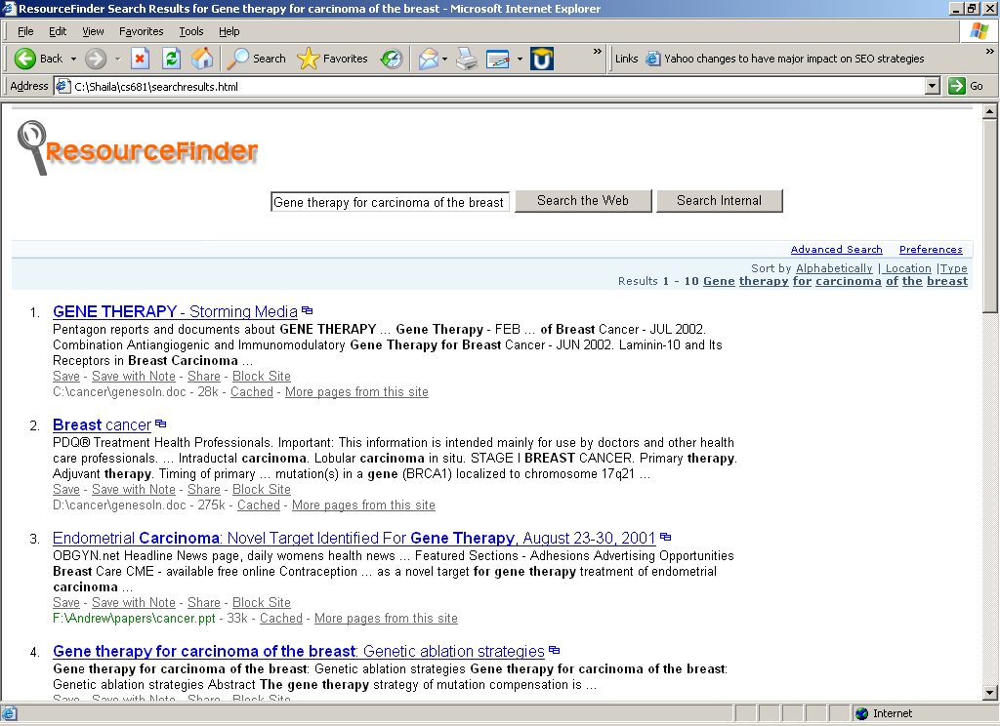 ResourceFinder Search Results for Gene therapy for carcinoma of the breast - Microsoft Internet Explorer
File Edit View Favorites Tools Help
Back Search Favorites » Links Yahoo changes to have major impact on SEO strategies »
Address C:\Shaila\cs681\searchresults.html Go
ResourceFinder
Gene therapy for carcinoma of the breast Search the Web Search Internal
Advanced Search Preferences
Sort by Alphabetically | Location |Type
Results 1 - 10 Gene therapy for carcinoma of the breast
1. GENE THERAPY - Storming Media
Pentagon reports and documents about GENE THERAPY ... Gene Therapy - FEB ... of Breast Cancer - JUL 2002.
Combination Antiangiogenic and Immunomodulatory Gene Therapy for Breast Cancer - JUN 2002. Laminin-10 and Its
Receptors in Breast Carcinoma ...
Save - Save with Note - Share - Block Site
C:\cancer\genesoln.doc - 28k - Cached - More pages from this site
2. Breast cancer
PDQ® Treatment Health Professionals. Important: This information is intended mainly for use by doctors and other health
care professionals. ... Intraductal carcinoma. Lobular carcinoma in situ. STAGE I BREAST CANCER. Primary therapy.
Adjuvant therapy. Timing of primary ... mutation(s) in a gene (BRCA1) localized to chromosome 17q21 ...
Save - Save with Note - Share - Block Site
D:\cancer\genesoln.doc - 275k - Cached - More pages from this site
3. Endometrial Carcinoma: Novel Target Identified For Gene Therapy, August 23-30, 2001
OBGYN.net Headline News page, daily womens health news ... Featured Sections - Adhesions Advertising Opportunities
Breast Care CME - available free online Contraception ... as a novel target for gene therapy treatment of endometrial
carcinoma ...
Save - Save with Note - Share - Block Site
F:\Andrew\papers\cancer.ppt - 33k - Cached - More pages from this site
4. Gene therapy for carcinoma of the breast: Genetic ablation strategies
Gene therapy for carcinoma of the breast: Genetic ablation strategies Gene therapy for carcinoma of the breast:
Genetic ablation strategies Abstract The gene therapy strategy of mutation compensation is ...
Save - Save with Note - Share - Block Site
Internet